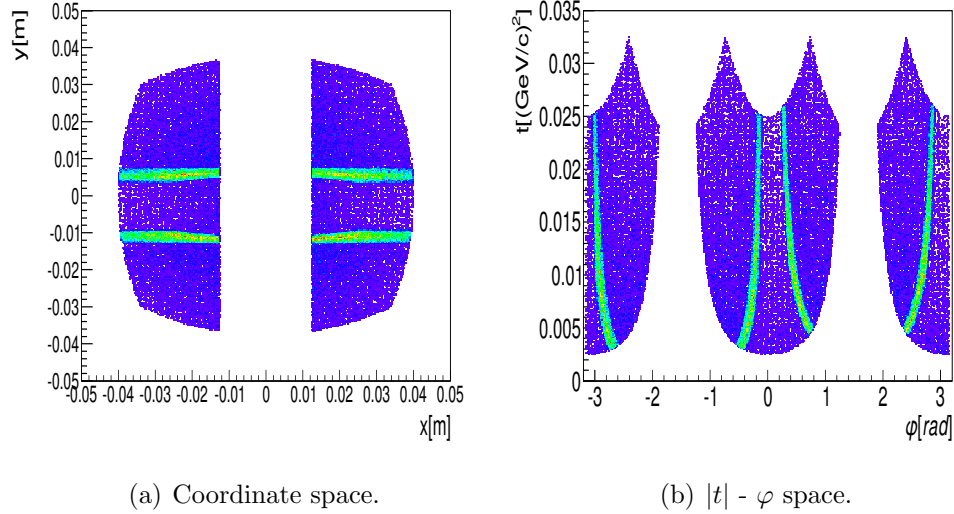 y[m]
0.05
0.04
0.03
0.02
0.01
0
-0.01
-0.02
-0.03
-0.04
-0.05
-0.05 -0.04 -0.03 -0.02 -0.01 0 0.01 0.02 0.03 0.04 0.05
x[m]
t[(GeV/c)²]
0.035
0.03
0.025
0.02
0.015
0.01
0.005
0
-3 -2 -1 0 1 2 3
φ[rad]
(a) Coordinate space.
(b) |t| - φ space.